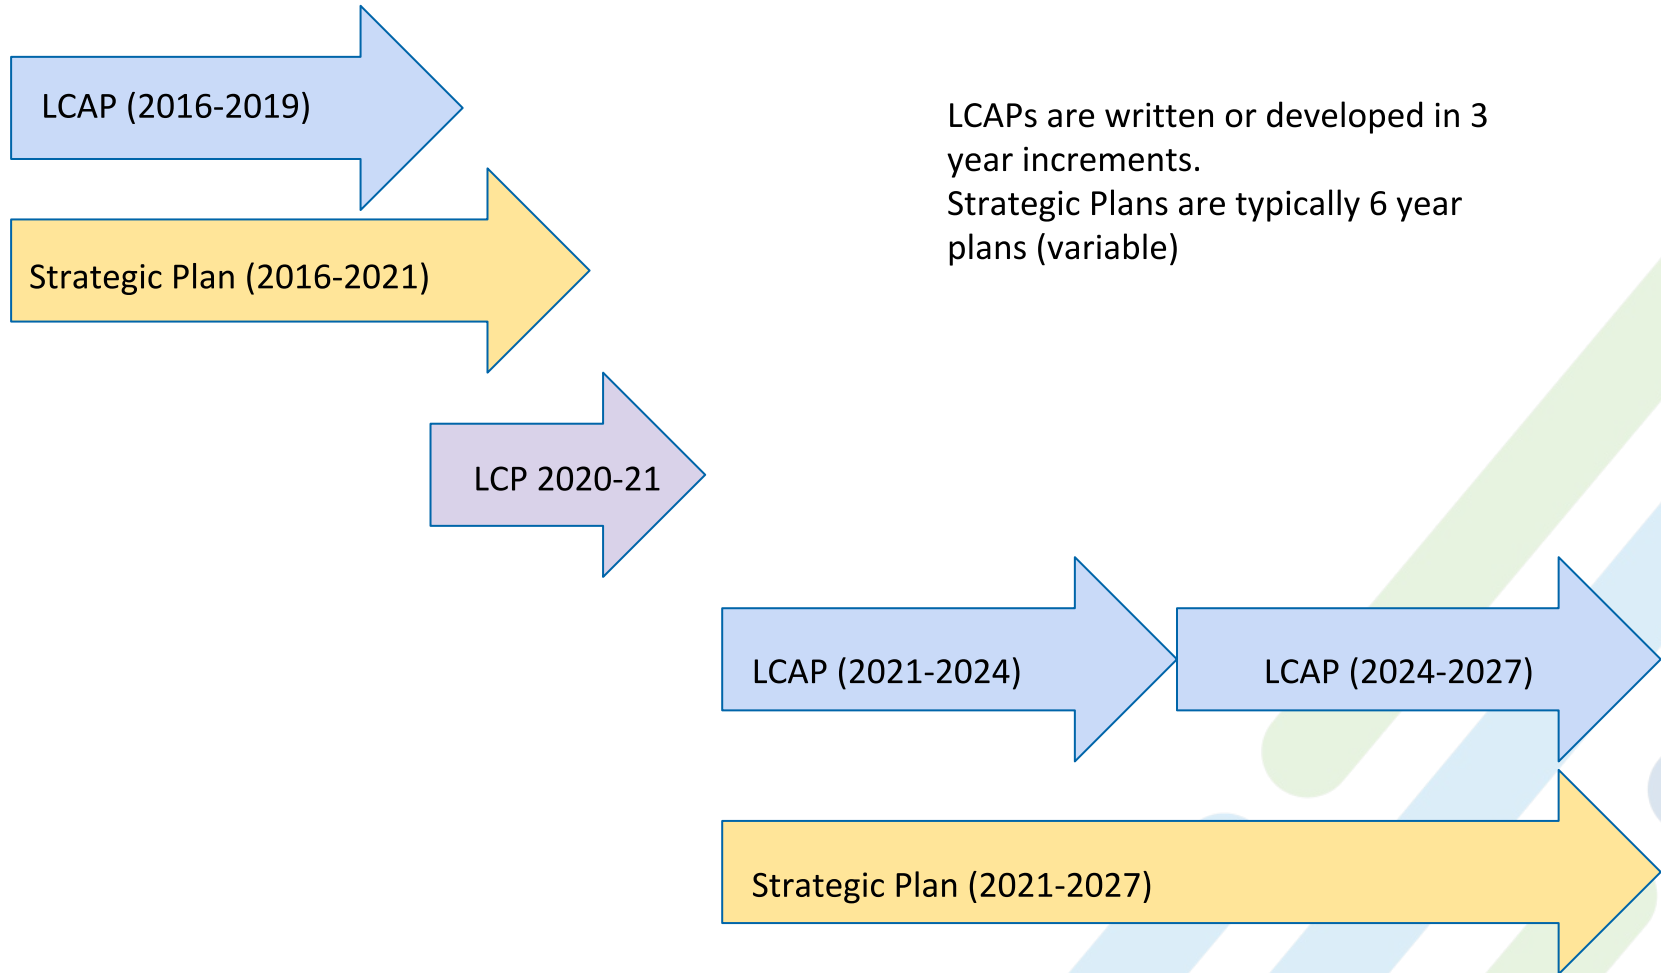 LCAP (2016-2019)
LCAPs are written or developed in 3
year increments.
Strategic Plans are typically 6 year
plans (variable)
Strategic Plan (2016-2021)
LCP 2020-21
LCAP (2021-2024)
LCAP (2024-2027)
Strategic Plan (2021-2027)